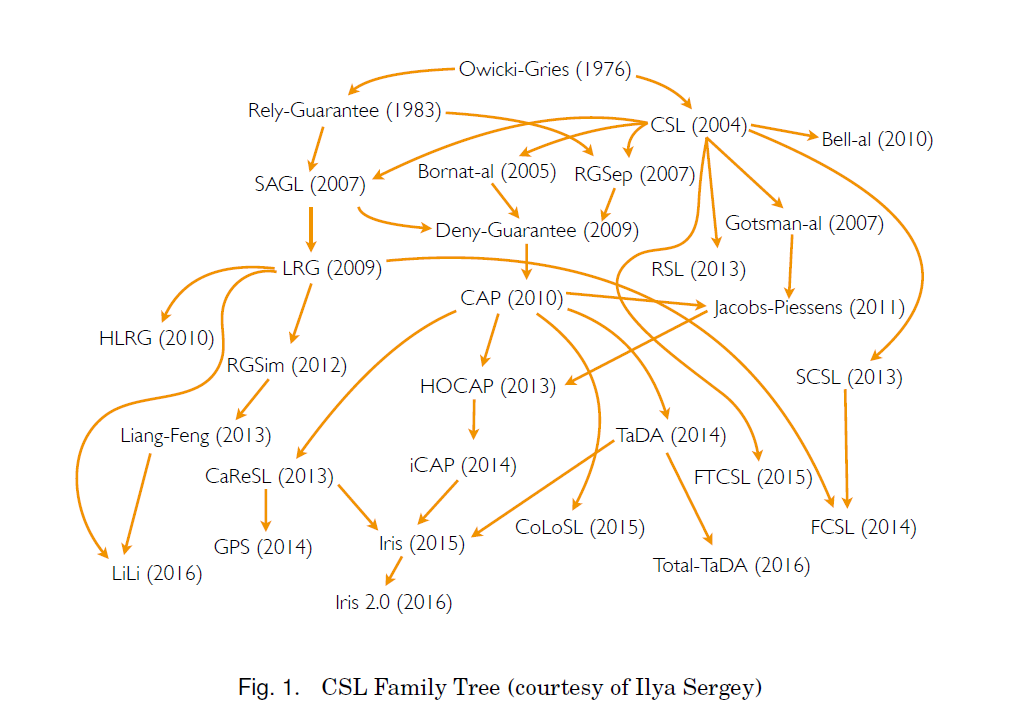 Owicki-Gries (1976)
Rely-Guarantee (1983)
CSL (2004)
Bell-al (2010)
Bornat-al (2005)
RGSep (2007)
SAGL (2007)
Gotsman-al (2007)
Deny-Guarantee (2009)
LRG (2009)
RSL (2013)
CAP (2010)
Jacobs-Piessens (2011)
HLRG (2010)
RGSim (2012)
SCSL (2013)
HOCAP (2013)
Liang-Feng (2013)
TaDA (2014)
iCAP (2014)
CaReSL (2013)
FTCSL (2015)
CoLoSL (2015)
FCSL (2014)
GPS (2014)
Iris (2015)
Total-TaDA (2016)
LiLi (2016)
Iris 2.0 (2016)
Fig. 1. CSL Family Tree (courtesy of Ilya Sergey)